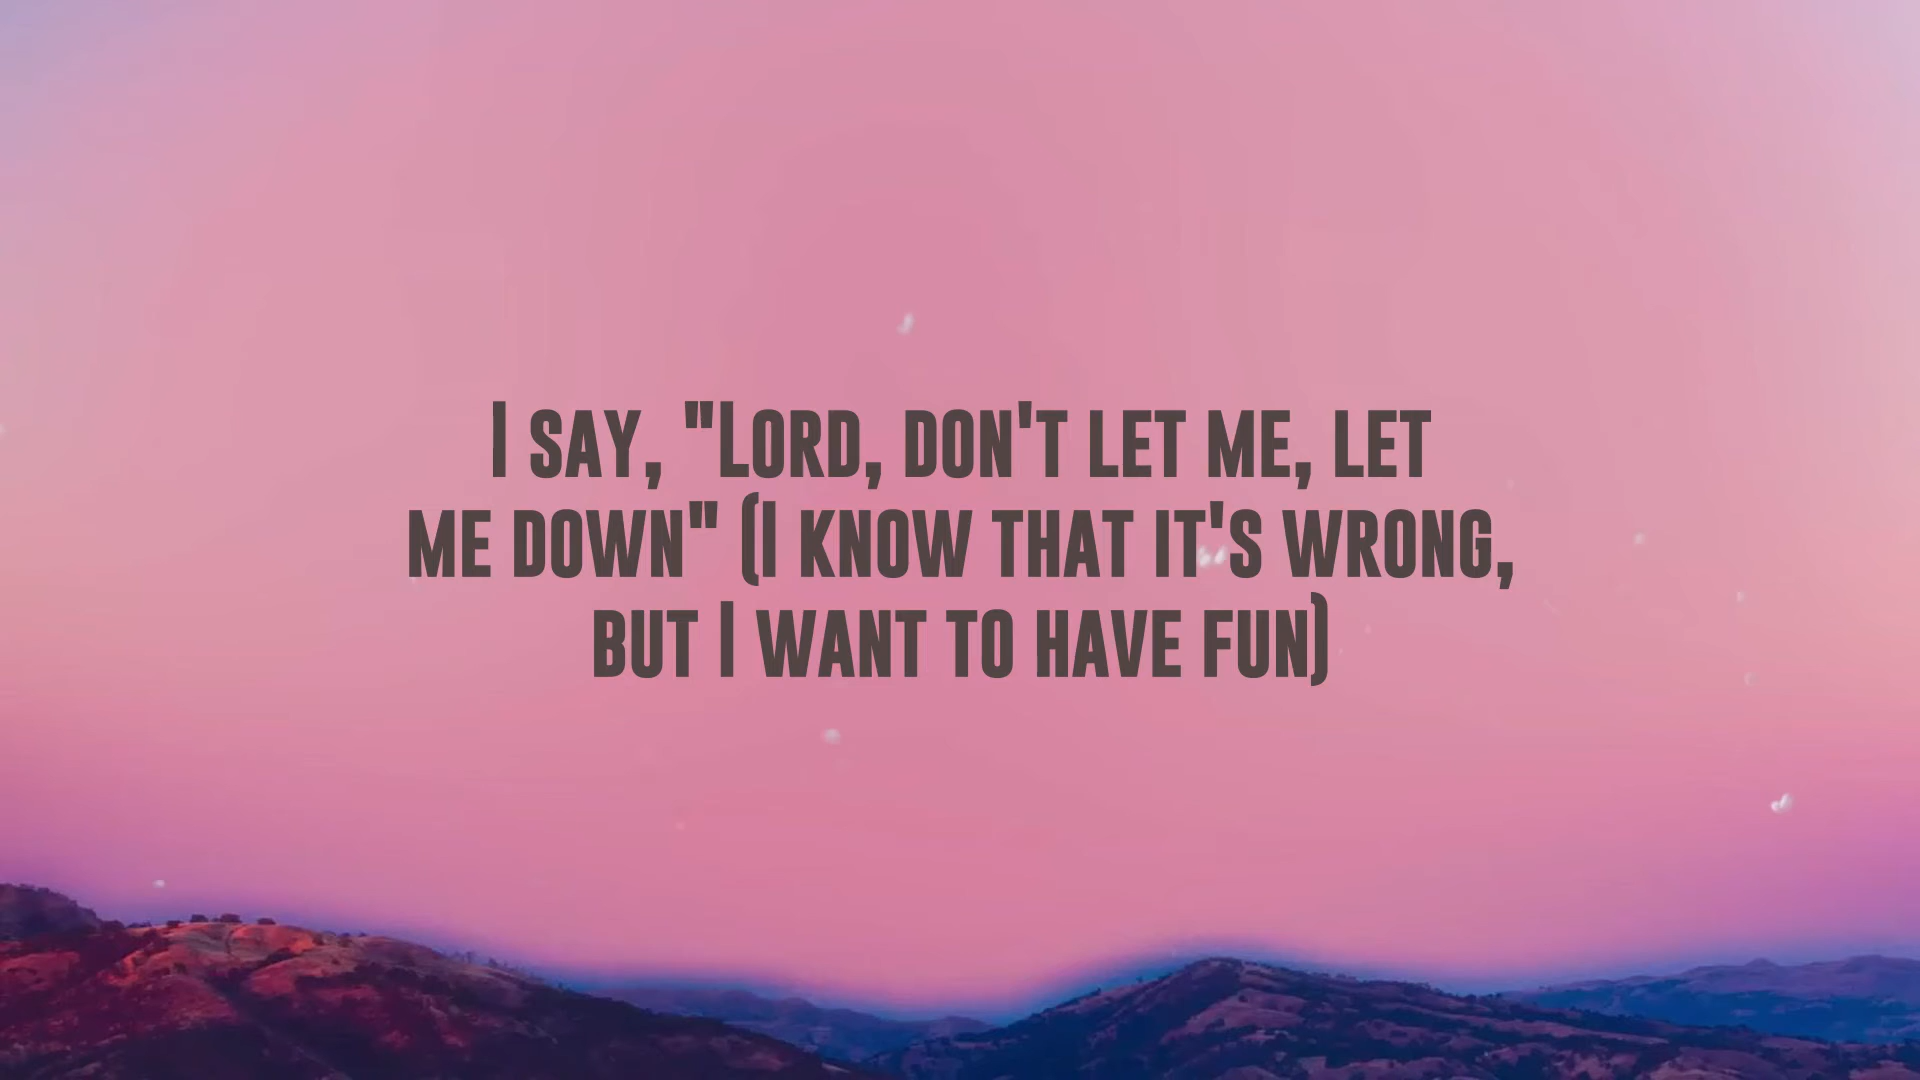 I SAY, "LORD, DON'T LET ME, LET
ME DOWN" (I KNOW THAT IT'S WRONG,
BUT I WANT TO HAVE FUN)